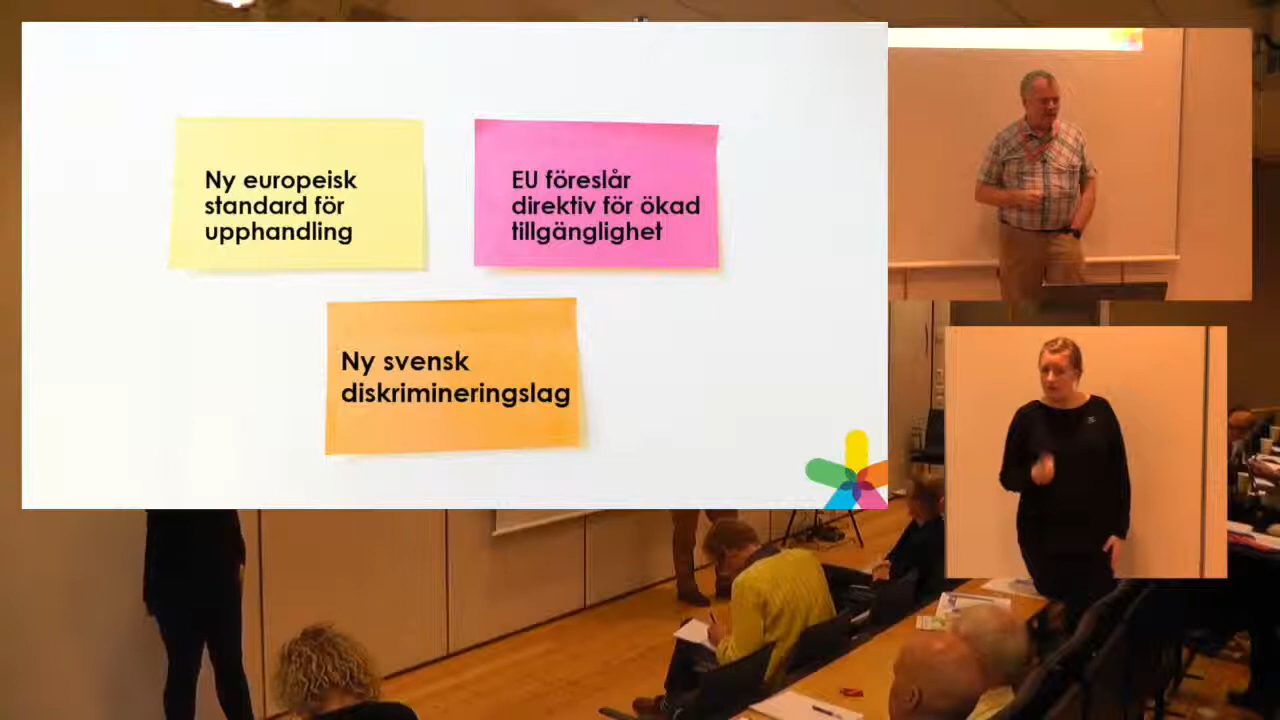 Ny europeisk
standard för
upphandling
EU föreslår
direktiv för ökad
tillgänglighet
Ny svensk
diskrimineringslag